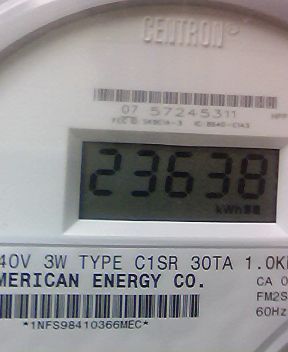 CENTRON®
07 57245311
23638
kWh
40V 3W TYPE C1SR 30TA 1.0K
MERICAN ENERGY CO.
CA 0
FM2S
60Hz
*1NFS98410366MEC*